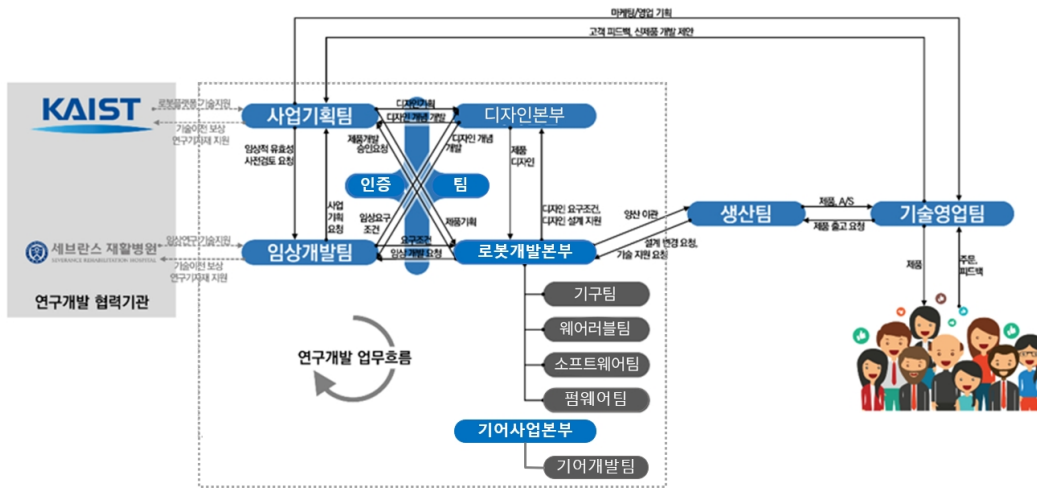 마케팅/영업 기획
고객 피드백, 신제품 개발 제안
KAIST
로봇플랫폼 기술지원
기술이전 보상
연구기자재 지원
사업기획팀
디자인기획
디자인 개념 개발
디자인본부
임상적 유효성
사전검토 요청
제품개발
승인요청
디자인 개념
개발
제품
디자인
인증
팀
사업
기획
요청
임상요구
조건
제품기획
디자인 요구조건,
디자인 설계 지원
양산 이관
생산팀
제품, A/S
제품 출고 요청
기술영업팀
세브란스 재활병원
SEVERANCE REHABILITATION HOSPITAL
임상연구 기술지원
기술이전 보상
연구기자재 지원
임상개발팀
요구조건
임상 개발 요청
로봇개발본부
설계 변경 요청,
기술 지원 요청
제품
주문,
피드백
연구개발 협력기관
기구팀
웨어러블팀
소프트웨어팀
펌웨어팀
연구개발 업무흐름
기어사업본부
기어개발팀